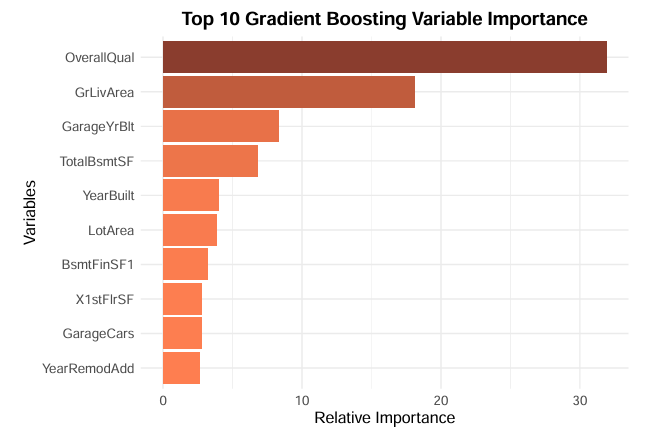 Top 10 Gradient Boosting Variable Importance
Variables
OverallQual
GrLivArea
GarageYrBlt
TotalBsmtSF
YearBuilt
LotArea
BsmtFinSF1
X1stFlrSF
GarageCars
YearRemodAdd
0 10 20 30
Relative Importance